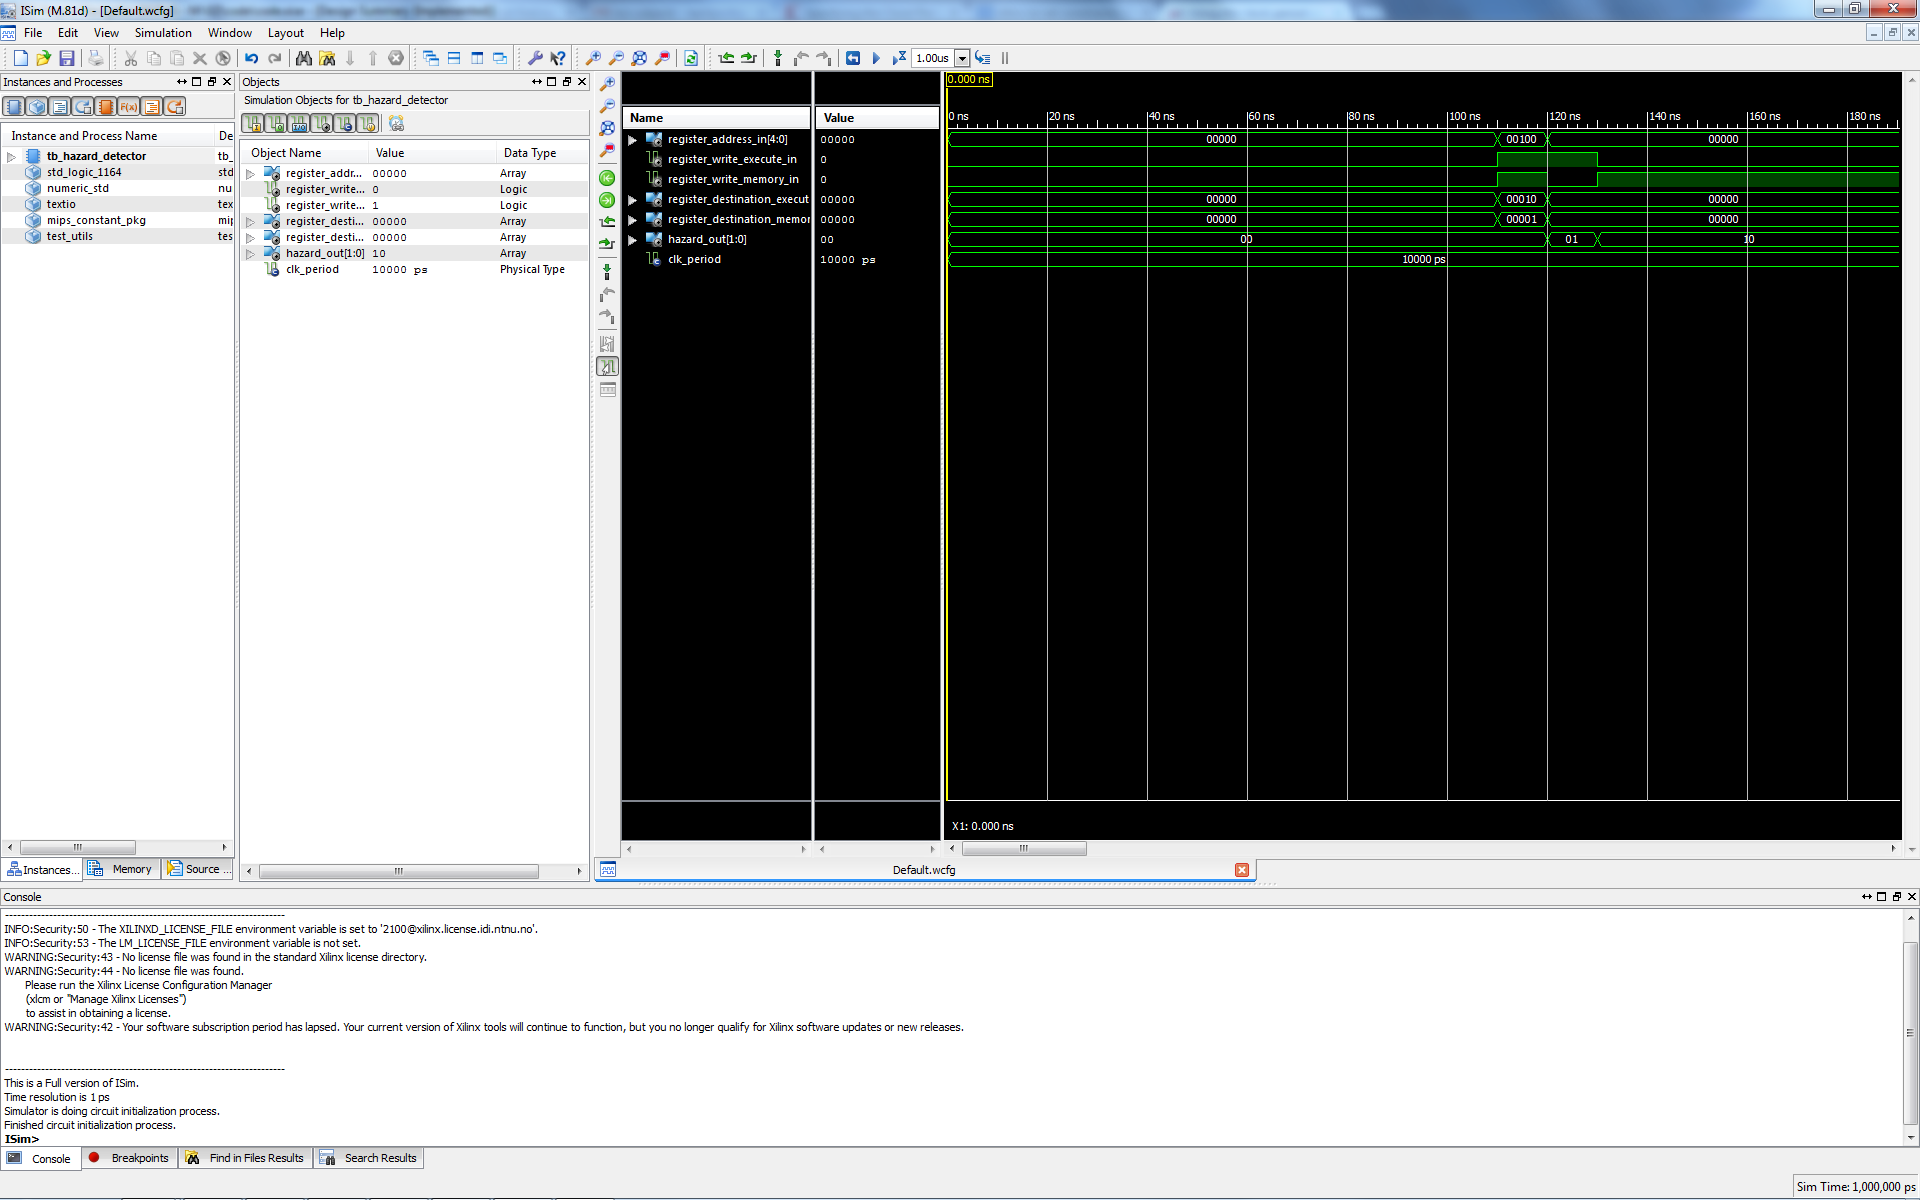 ISim (M.81d) - [Default.wcfg]
File Edit View Simulation Window Layout Help
1.00us
Instances and Processes
Instance and Process Name De
tb_hazard_detector tb_
std_logic_1164 std
numeric_std nu
textio tex
mips_constant_pkg mip
test_utils tes
Instances... Memory Source ...
Objects
Simulation Objects for tb_hazard_detector
Object Name Value Data Type
register_addr... 00000 Array
register_write... 0 Logic
register_write... 1 Logic
register_desti... 00000 Array
register_desti... 00000 Array
hazard_out[1:0] 10 Array
clk_period 10000 ps Physical Type
Name Value
register_address_in[4:0] 00000
register_write_execute_in 0
register_write_memory_in 0
register_destination_execut 00000
register_destination_memor 00000
hazard_out[1:0] 00
clk_period 10000 ps
0.000 ns
0 ns 20 ns 40 ns 60 ns 80 ns 100 ns 120 ns 140 ns 160 ns 180 ns
00000 00100 00000
00000 00010 00000
00000 00001 00000
00 01 10
10000 ps
X1: 0.000 ns
Default.wcfg
Console
INFO:Security:50 - The XILINXD_LICENSE_FILE environment variable is set to '2100@xilinx.license.idi.ntnu.no'.
INFO:Security:53 - The LM_LICENSE_FILE environment variable is not set.
WARNING:Security:43 - No license file was found in the standard Xilinx license directory.
WARNING:Security:44 - No license file was found.
Please run the Xilinx License Configuration Manager
(xlcm or "Manage Xilinx Licenses")
to assist in obtaining a license.
WARNING:Security:42 - Your software subscription period has lapsed. Your current version of Xilinx tools will continue to function, but you no longer qualify for Xilinx software updates or new releases.
This is a Full version of ISim.
Time resolution is 1 ps
Simulator is doing circuit initialization process.
Finished circuit initialization process.
ISim>
Console Breakpoints Find in Files Results Search Results
Sim Time: 1,000,000 ps